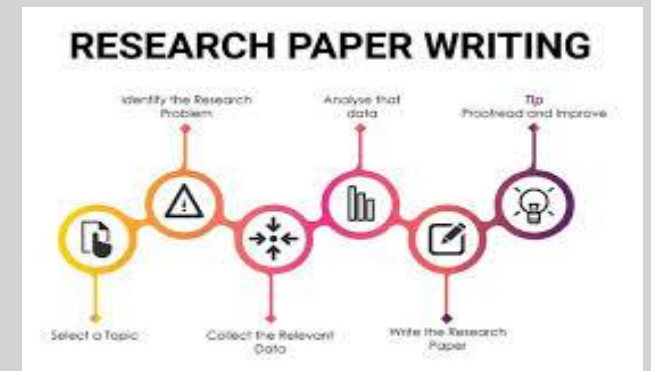 RESEARCH PAPER WRITING
Identify the Research
Problem
Analyse that
data
Tip
Proofread and Improve
Select a Topic
Collect the Relevant
Data
Write the Research
Paper